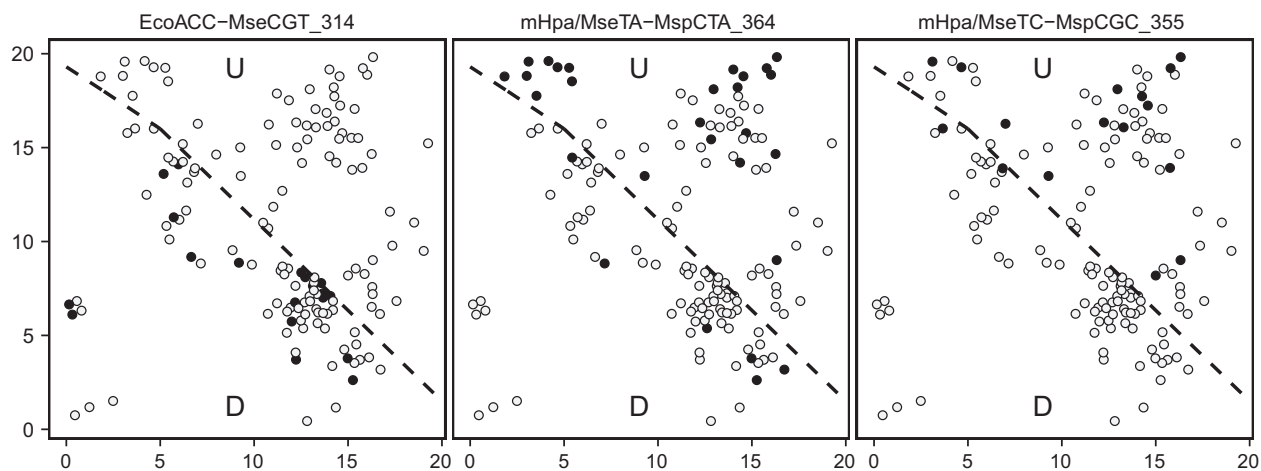 EcoACC−MseCGT_314 mHpa/MseTA−MspCTA_364 mHpa/MseTC−MspCGC_355
20
U U U
15
10
5
D D D
0
0 5 10 15 20 0 5 10 15 20 0 5 10 15 20